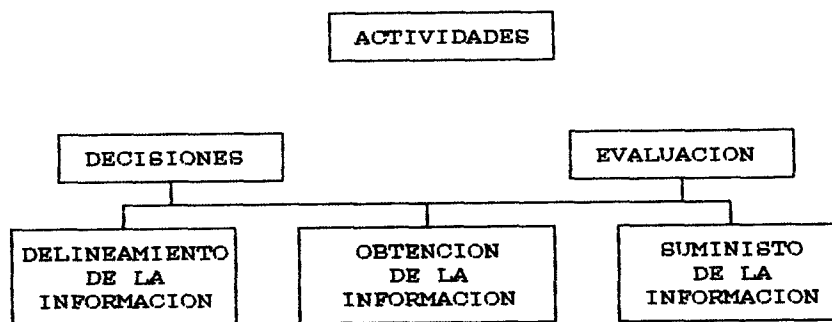 ACTIVIDADES
DECISIONES
EVALUACION
DELINEAMIENTO
DE LA
INFORMACION
OBTENCION
DE LA
INFORMACION
SUMINISTO
DE LA
INFORMACION